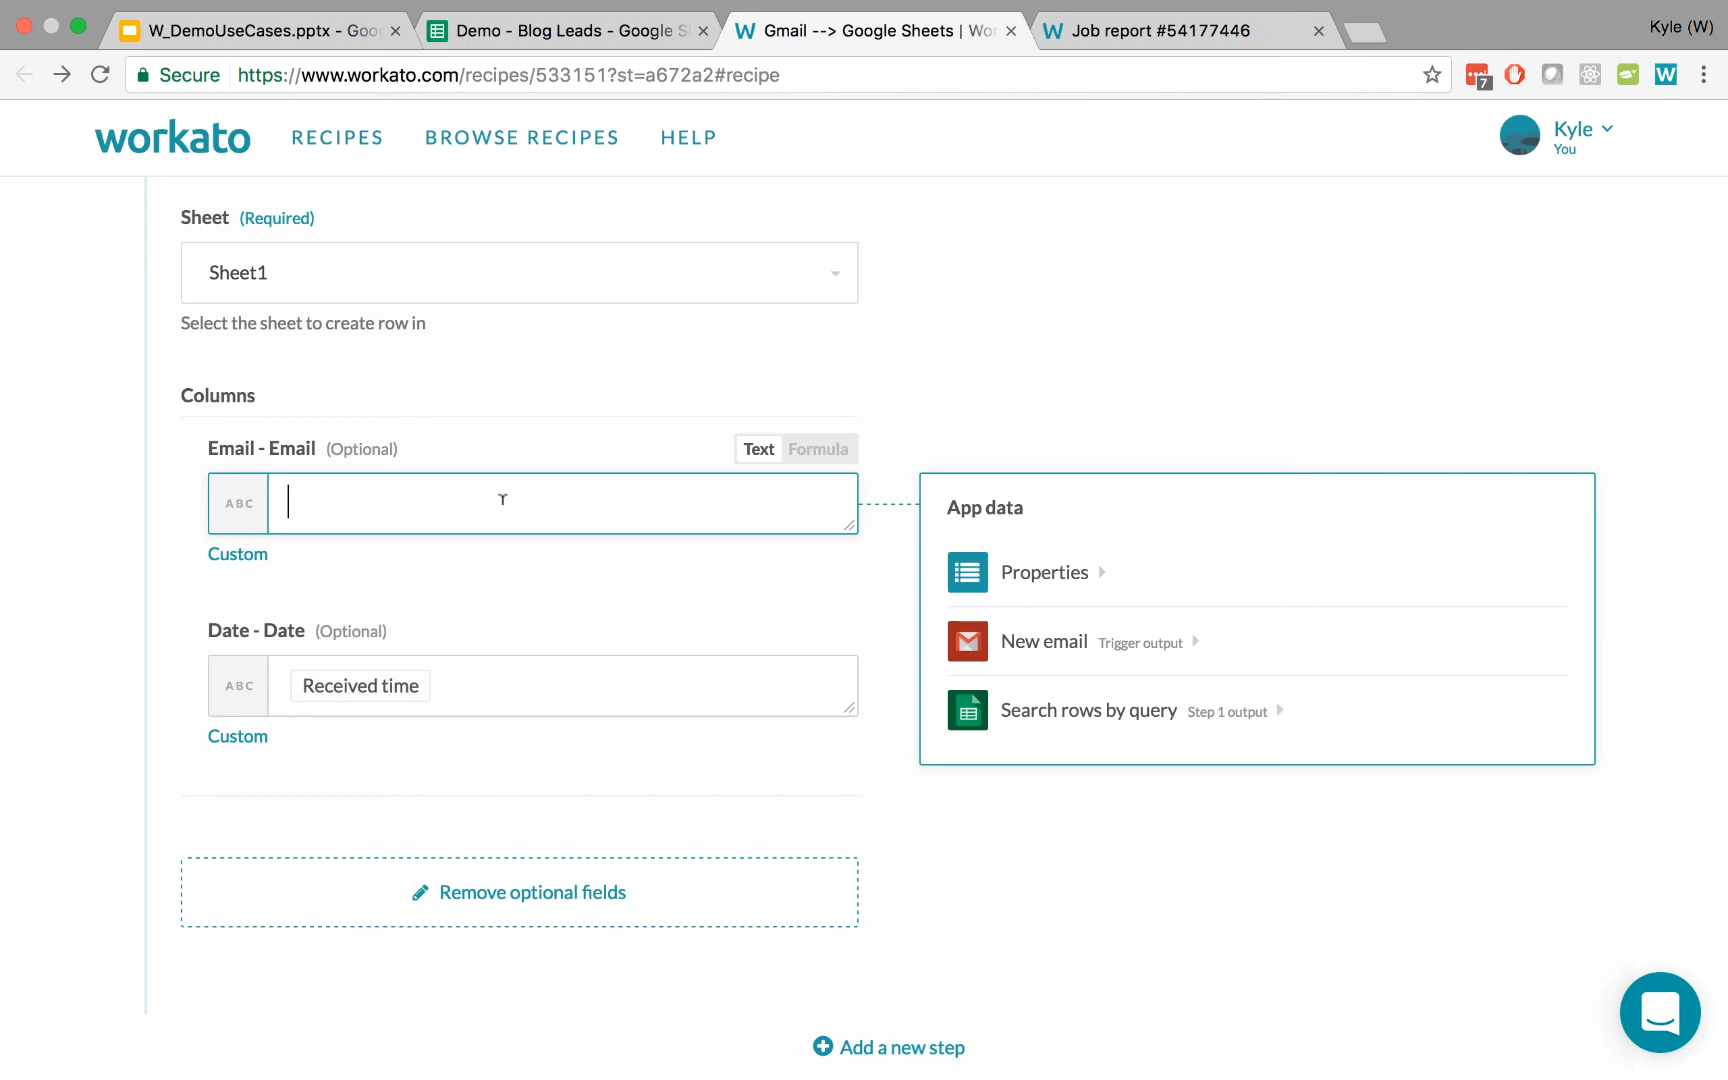 W_DemoUseCases.pptx - Goo
Demo - Blog Leads - Google S
Gmail --> Google Sheets | Wor
Job report #54177446
Kyle (W)
Secure
https://www.workato.com/recipes/533151?st=a672a2#recipe
7
W
workato
RECIPES
BROWSE RECIPES
HELP
Kyle
You
Sheet (Required)
Sheet1
Select the sheet to create row in
Columns
Email - Email (Optional)
Text Formula
ABC
Custom
App data
Properties
New email Trigger output
Search rows by query Step 1 output
Date - Date (Optional)
ABC
Received time
Custom
Remove optional fields
Add a new step